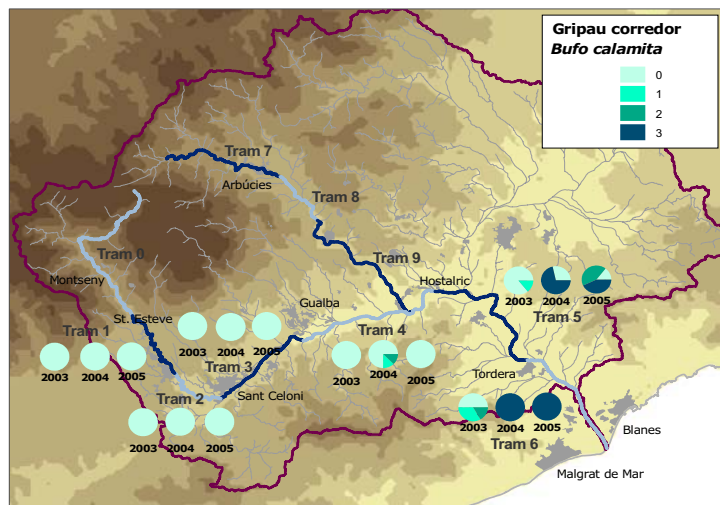 Gripau corredor
Bufo calamita
0
1
2
3
Tram 7
Arbúcies
Tram 8
Tram 0
Tram 9
Montseny
Hostalric
Gualba
2003
2004
2005
Tram 5
St. Esteve
Tram 1
2003
2004
2005
Tram 4
2003
2004
2005
Tram 3
2003
2004
2005
Tordera
Tram 2
Sant Celoni
2003
2004
2005
2003
2004
2005
Blanes
Tram 6
Malgrat de Mar